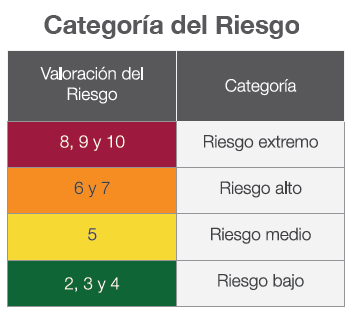 Categoría del Riesgo
Valoración del
Riesgo
Categoría
8, 9 y 10
Riesgo extremo
6 y 7
Riesgo alto
5
Riesgo medio
2, 3 y 4
Riesgo bajo